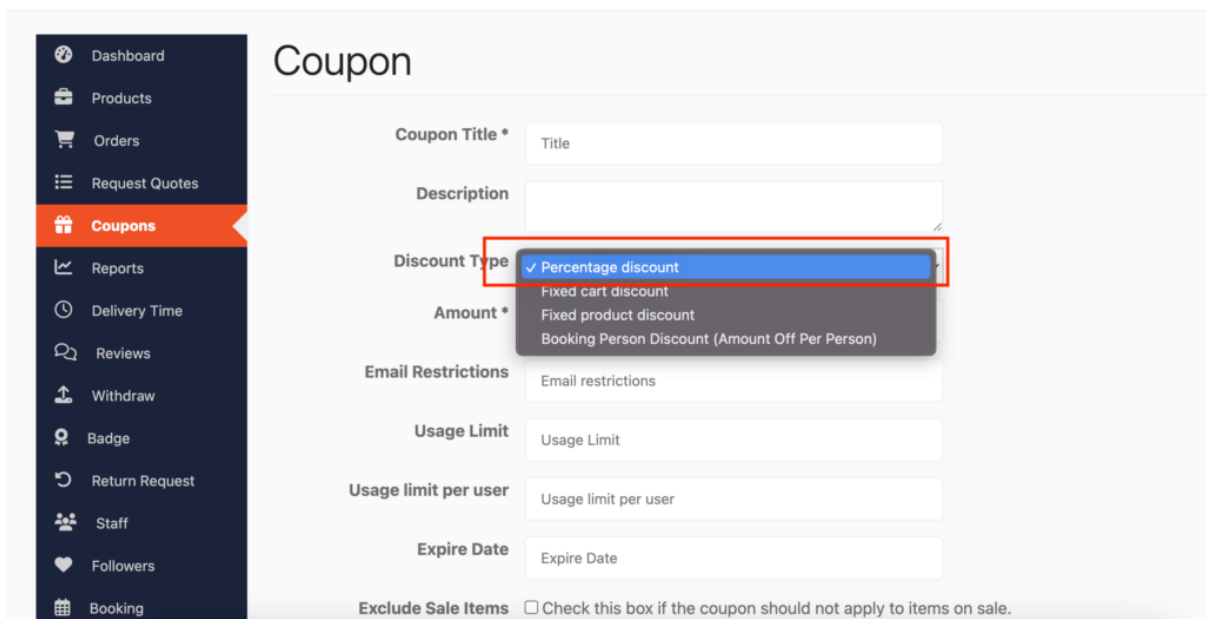 Dashboard
Products
Orders
Request Quotes
Coupons
Reports
Delivery Time
Reviews
Withdraw
Badge
Return Request
Staff
Followers
Booking
Coupon
Coupon Title * Title
Description
Discount Type ✓ Percentage discount
Fixed cart discount
Fixed product discount
Booking Person Discount (Amount Off Per Person)
Amount *
Email Restrictions Email restrictions
Usage Limit Usage Limit
Usage limit per user Usage limit per user
Expire Date Expire Date
Exclude Sale Items Check this box if the coupon should not apply to items on sale.